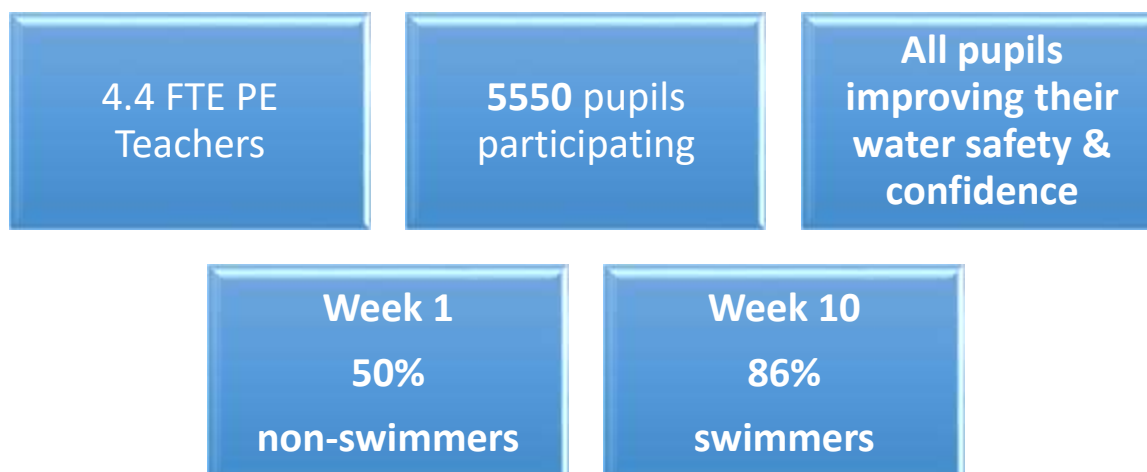 4.4 FTE PE
Teachers
5550 pupils
participating
All pupils
improving their
water safety &
confidence
Week 1
50%
non-swimmers
Week 10
86%
swimmers